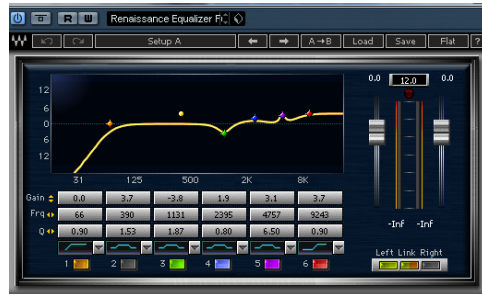 R W Renaissance Equalizer F
Setup A A→B Load Save Flat ?
0.0 12.0 0.0
12
6
0
6
12
31 125 500 2K 8K
Gain 0.0 3.7 -3.8 1.9 3.1 3.7
Frq 66 390 1131 2395 4757 9243
Q 0.90 1.53 1.87 0.80 6.50 0.90
-Inf -Inf
1 2 3 4 5 6
Left Link Right